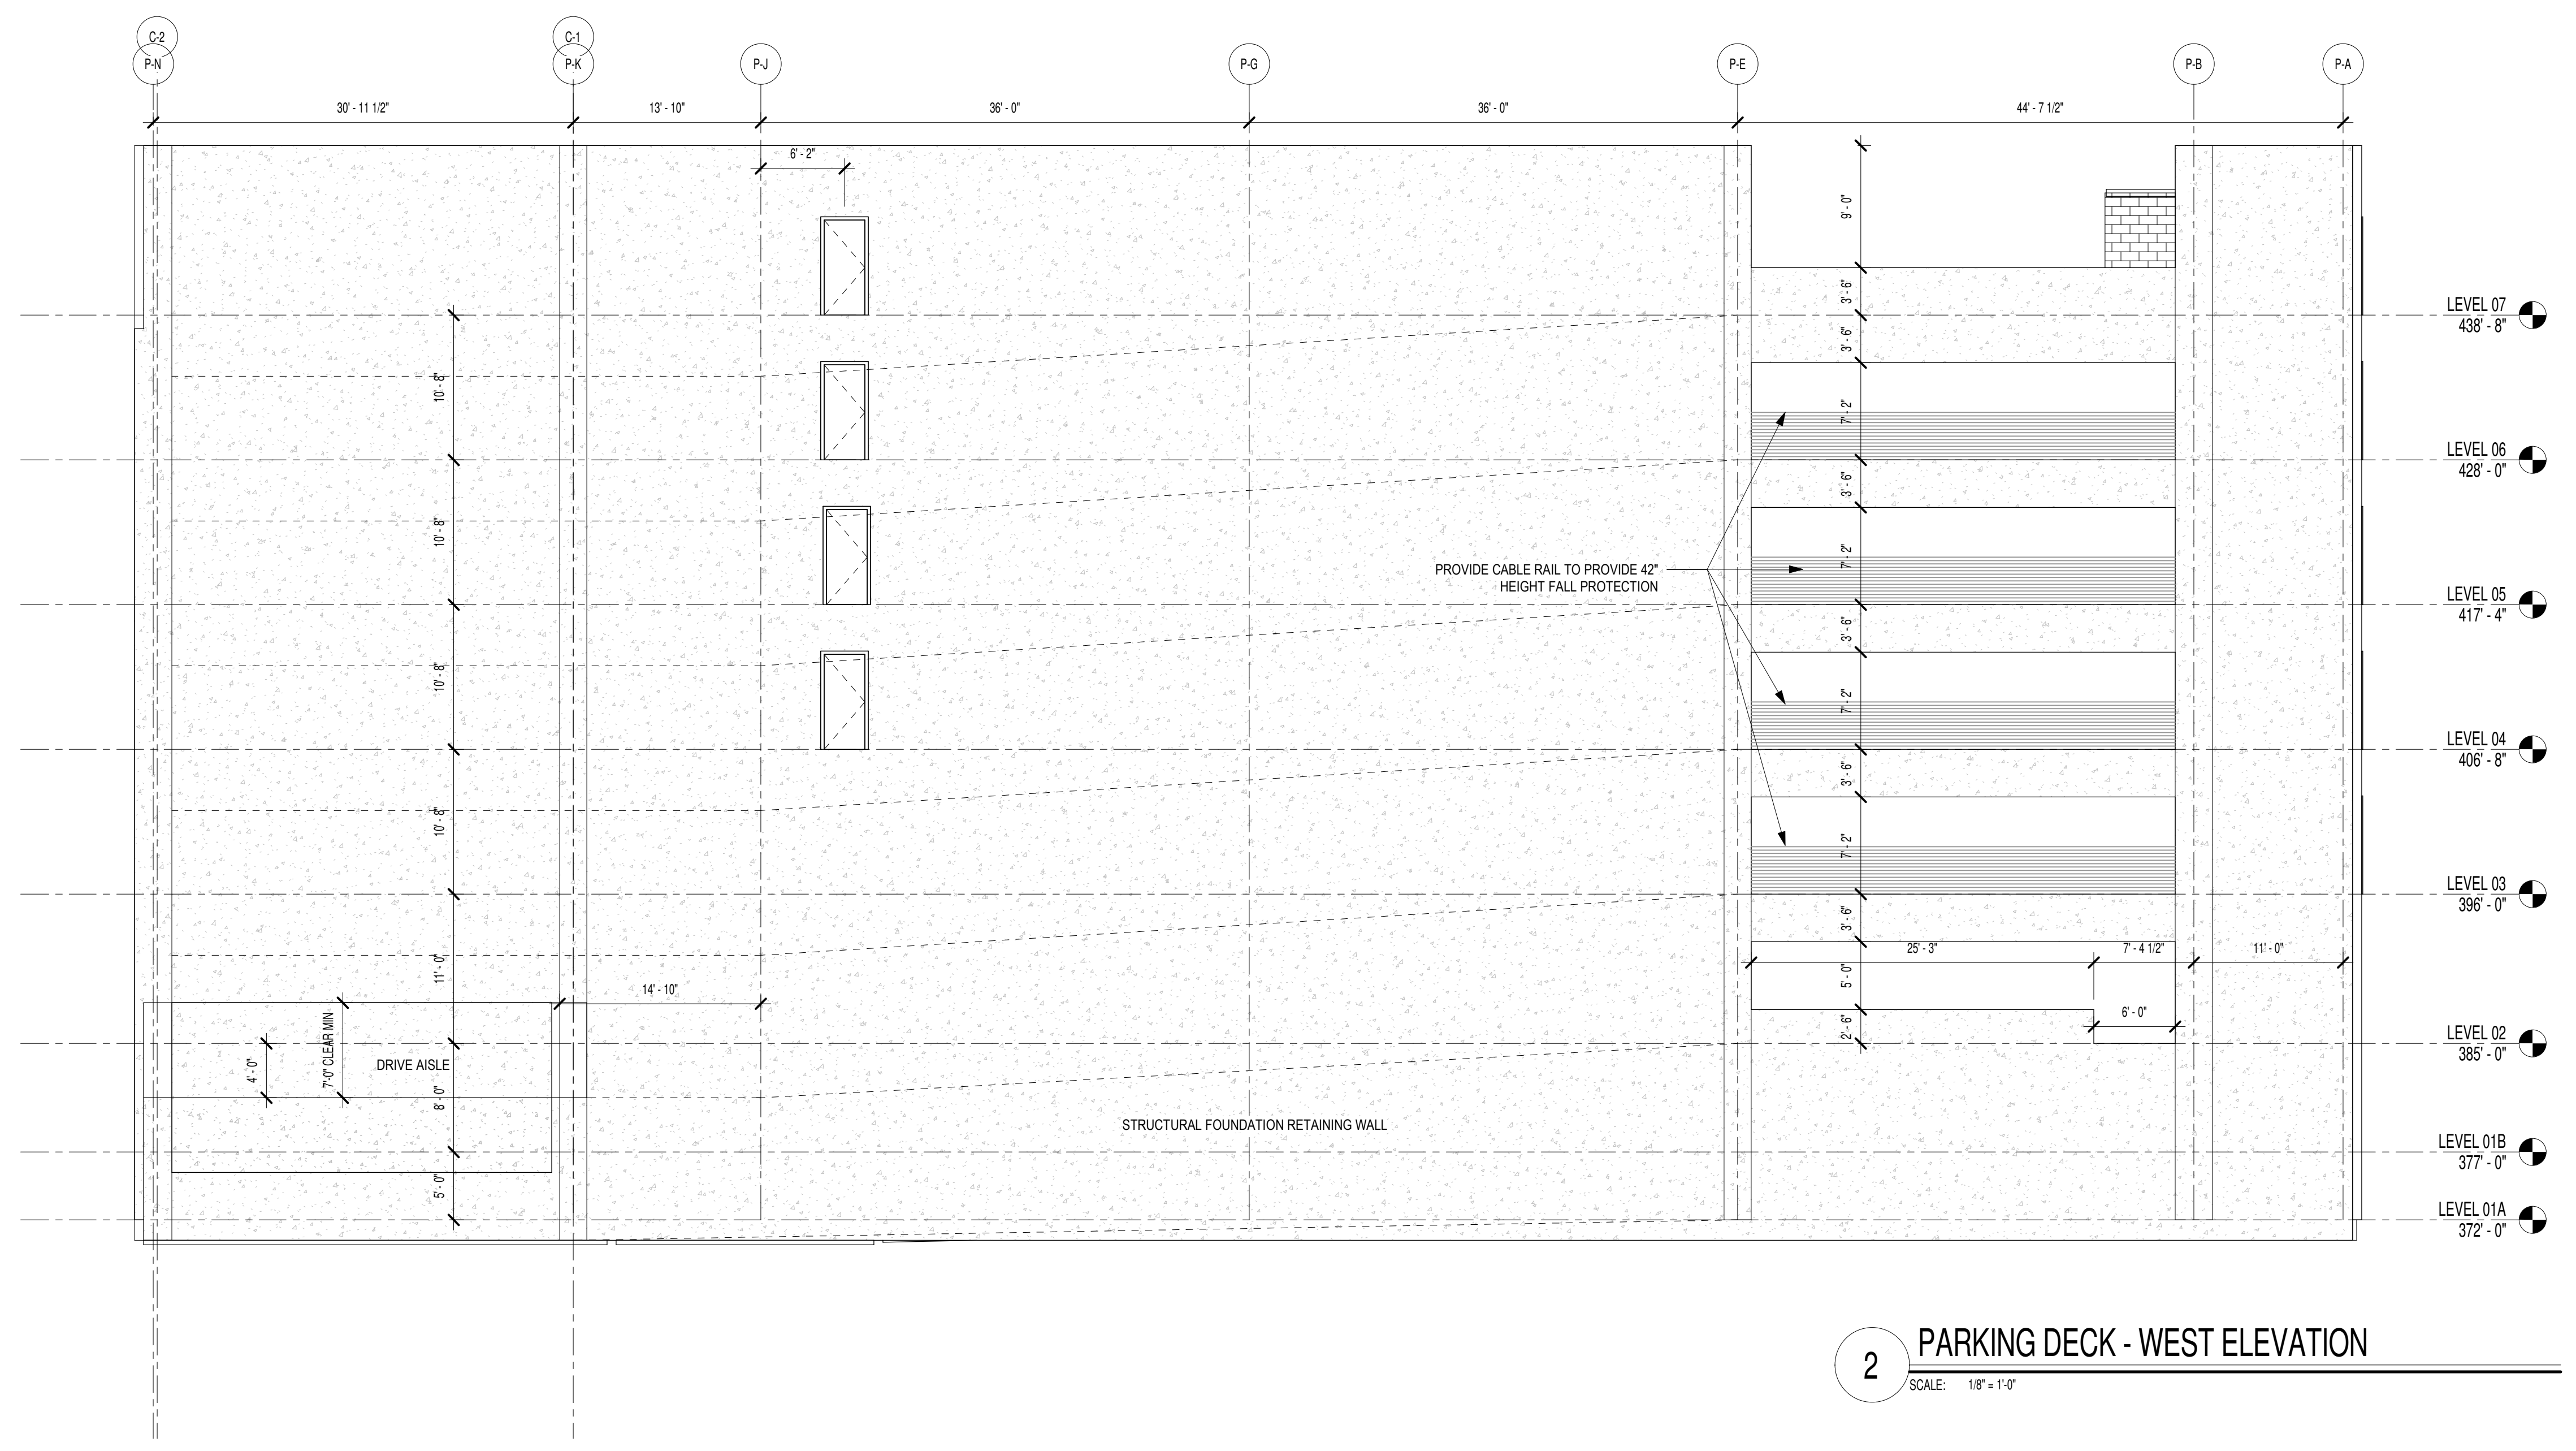 C-2
C-1
P-N
P-K
P-J
P-G
P-E
P-B
P-A
30' - 11 1/2"
13' - 10"
36' - 0"
36' - 0"
44' - 7 1/2"
6' - 2"
9' - 0"
3' - 6"
LEVEL 07
438' - 8"
3' - 6"
10' - 8"
7' - 2"
LEVEL 06
428' - 0"
3' - 6"
10' - 8"
7' - 2"
PROVIDE CABLE RAIL TO PROVIDE 42"
HEIGHT FALL PROTECTION
LEVEL 05
417' - 4"
3' - 6"
10' - 8"
7' - 2"
LEVEL 04
406' - 8"
3' - 6"
10' - 8"
7' - 2"
LEVEL 03
396' - 0"
3' - 6"
25' - 3"
7' - 4 1/2"
11' - 0"
11' - 0"
5' - 0"
14' - 10"
6' - 0"
2' - 6"
LEVEL 02
385' - 0"
4' - 0"
7'-0" CLEAR MIN
DRIVE AISLE
8' - 0"
STRUCTURAL FOUNDATION RETAINING WALL
LEVEL 01B
377' - 0"
5' - 0"
LEVEL 01A
372' - 0"
2
PARKING DECK - WEST ELEVATION
SCALE: 1/8" = 1'-0"